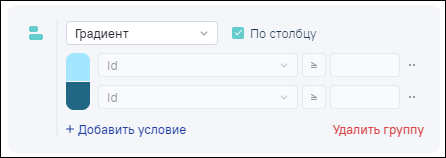 Градиент По столбцу
Id ≥
Id ≥
+ Добавить условие Удалить группу